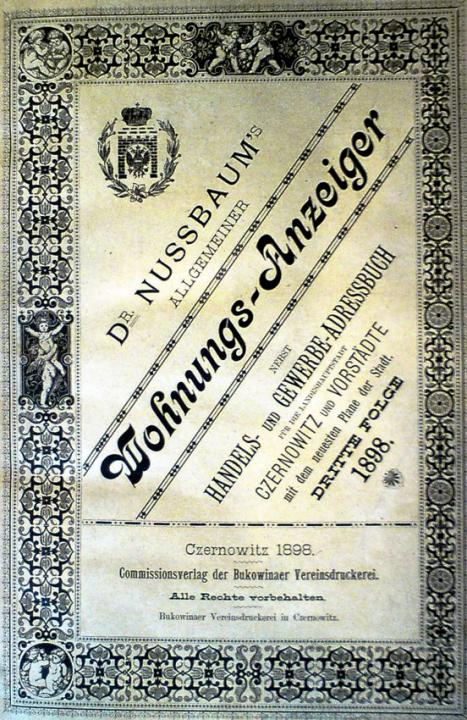 DR. NUSSBAUM'S
ALLGEMEINER
Wohnungs-Anzeiger
NEBST
HANDELS- UND GEWERBE-ADRESSBUCH
FÜR DIE LANDESHAUPTSTADT
CZERNOWITZ UND VORSTÄDTE
mit dem neuesten Plane der Stadt.
DRITTE FOLGE
1898.
Czernowitz 1898.
Commissionsverlag der Bukowinaer Vereinsdruckerei.
Alle Rechte vorbehalten.
Bukowinaer Vereinsdruckerei in Czernowitz.